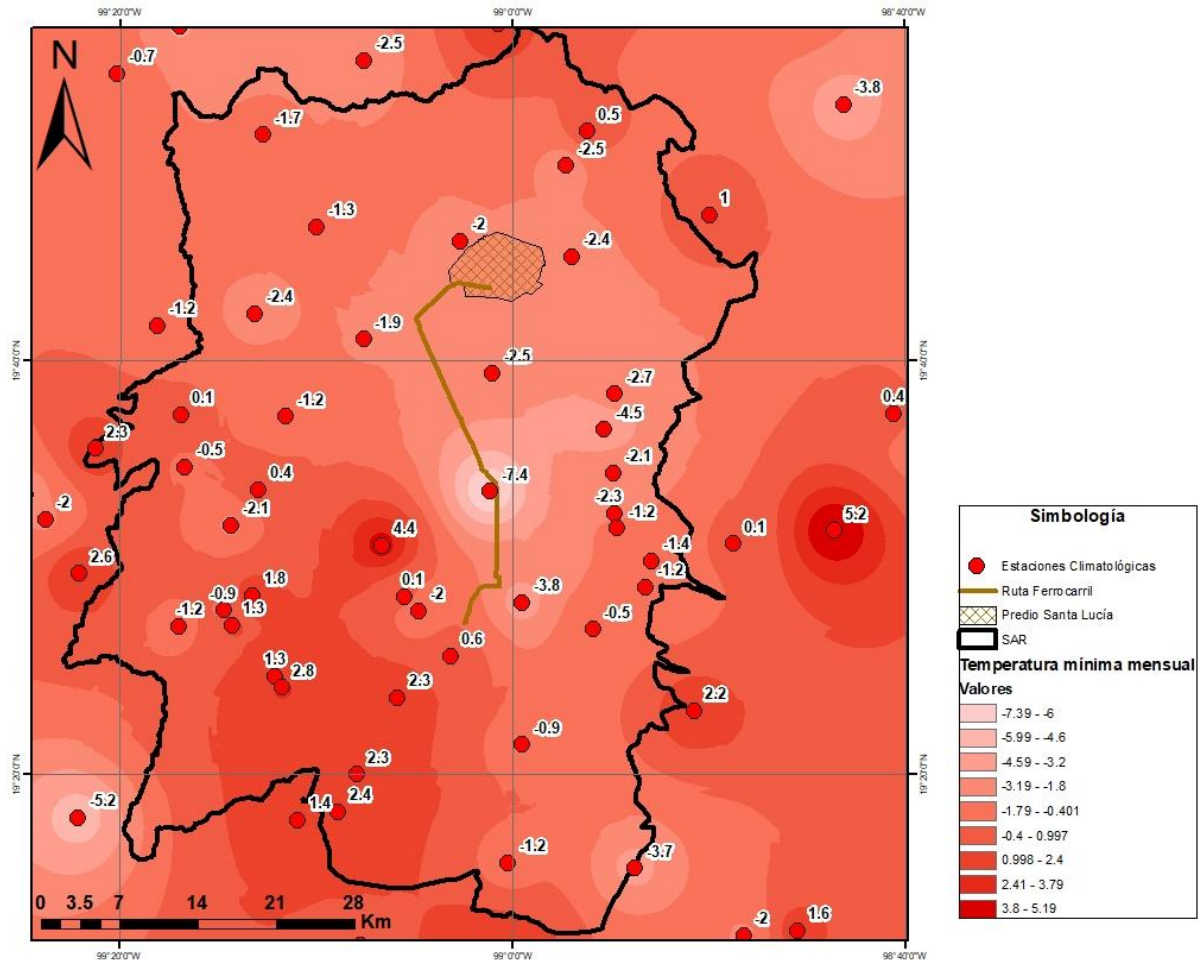 99°20'0"W
99°0'0"W
98°40'0"W
N
-0.7
-2.5
-3.8
-1.7
0.5
-2.5
1
-1.3
-2
-2.4
-2.4
-1.2
-1.9
19°40'0"N
19°40'0"N
-2.5
-2.7
0.4
0.1
-1.2
-4.5
2.3
-0.5
-2.1
0.4
-7.4
-2
-2.1
-2.3
-1.2
4.4
0.1
5.2
2.6
-1.4
-1.2
1.8
0.1
-3.8
-0.9
-2
-1.2
1.3
-0.5
0.6
1.3
2.8
2.3
2.2
-0.9
2.3
19°20'0"N
19°20'0"N
-5.2
1.4
2.4
-1.2
-3.7
0 3.5 7 14 21 28
Km
-2
1.6
99°20'0"W
99°0'0"W
98°40'0"W
Simbología
Estaciones Climatológicas
Ruta Ferrocarril
Predio Santa Lucía
SAR
Temperatura mínima mensual
Valores
-7.39 - -6
-5.99 - -4.6
-4.59 - -3.2
-3.19 - -1.8
-1.79 - -0.401
-0.4 - 0.997
0.998 - 2.4
2.41 - 3.79
3.8 - 5.19